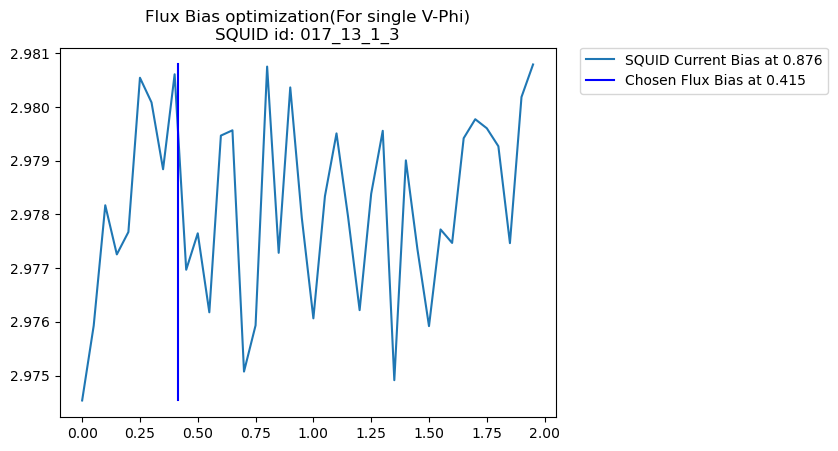 Flux Bias optimization(For single V-Phi)
SQUID id: 017_13_1_3
SQUID Current Bias at 0.876
Chosen Flux Bias at 0.415
2.981
2.980
2.979
2.978
2.977
2.976
2.975
0.00 0.25 0.50 0.75 1.00 1.25 1.50 1.75 2.00